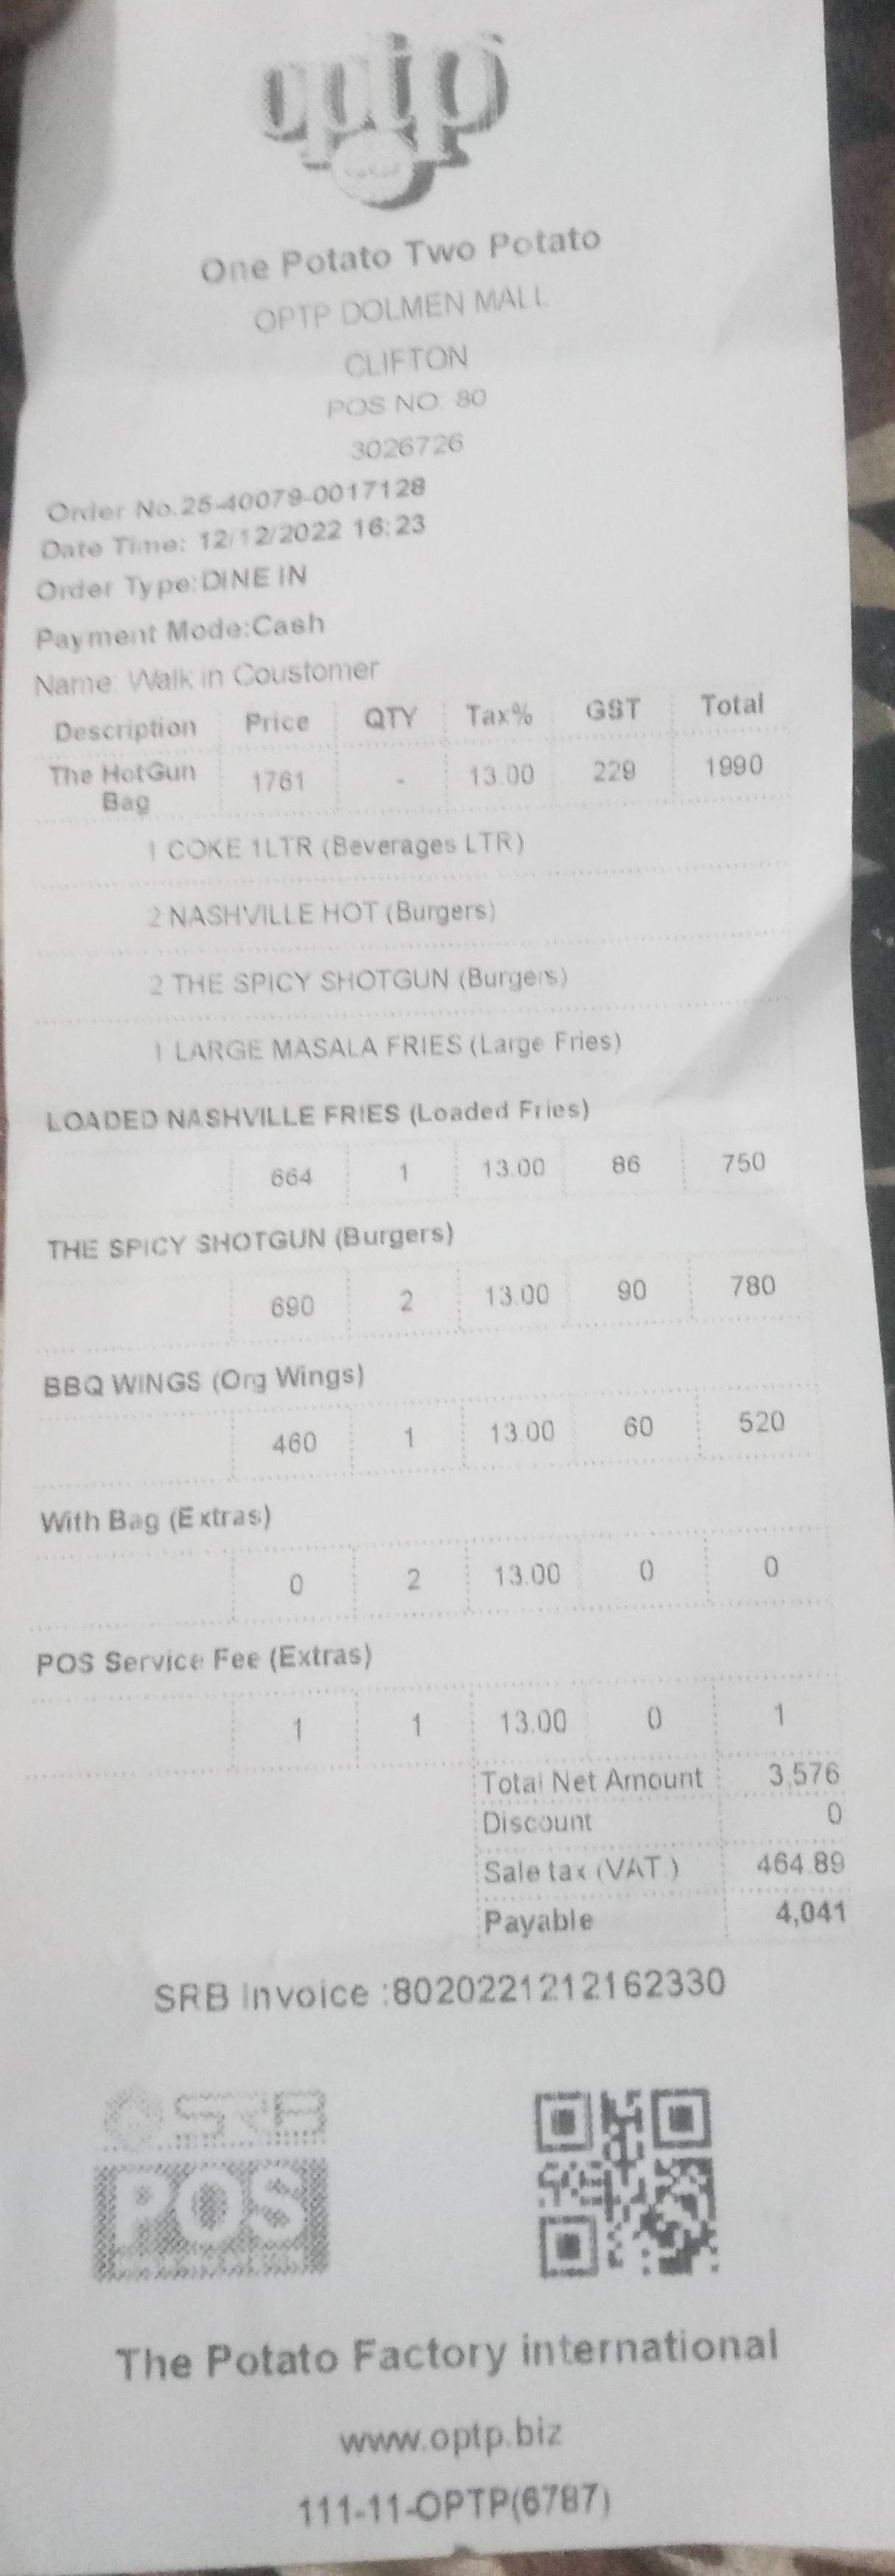 optp
One Potato Two Potato
OPTP DOLMEN MALL
CLIFTON
POS NO: 80
3026726
Order No.25-40079-0017128
Date Time: 12/12/2022 16:23
Order Type:DINE IN
Payment Mode:Cash
Name: Walk in Coustomer
Description Price QTY Tax% GST Total
The HotGun Bag 1761 - 13.00 229 1990
1 COKE 1LTR (Beverages LTR)
2 NASHVILLE HOT (Burgers)
2 THE SPICY SHOTGUN (Burgers)
1 LARGE MASALA FRIES (Large Fries)
LOADED NASHVILLE FRIES (Loaded Fries)
664 1 13.00 86 750
THE SPICY SHOTGUN (Burgers)
690 2 13.00 90 780
BBQ WINGS (Org Wings)
460 1 13.00 60 520
With Bag (Extras)
0 2 13.00 0 0
POS Service Fee (Extras)
1 1 13.00 0 1
Total Net Amount 3,576
Discount 0
Sale tax (VAT.) 464.89
Payable 4,041
SRB Invoice :8020221212162330
SRB
POS
The Potato Factory international
www.optp.biz
111-11-OPTP(6787)